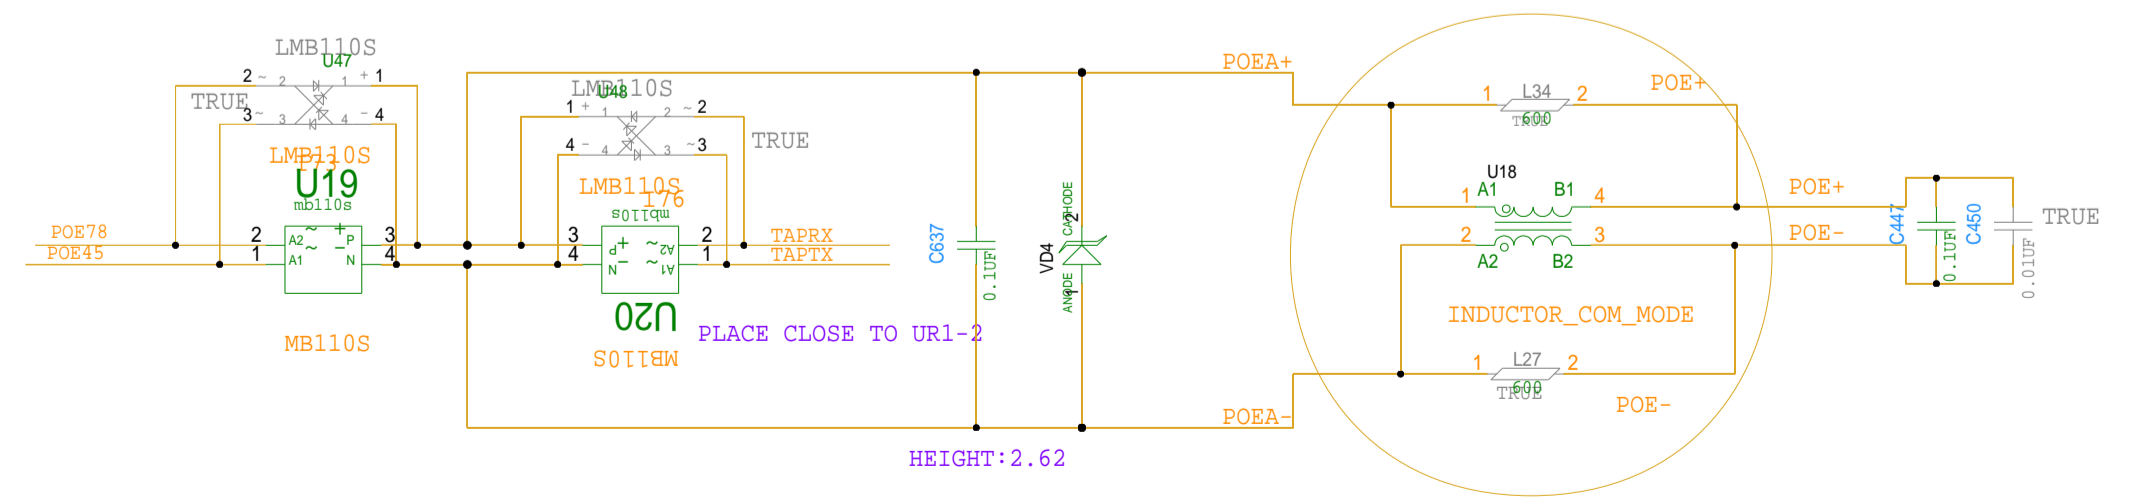 LMB110S
U47
2 ~ 2 1 + 1
TRUE
3 ~ 3 4 - 4
LMB110S
U19
mb110s
POE78
2 A2 ~ + P 3
POE45
1 A1 ~ - N 4
MB110S
LMB110S
U48
1 + 1 2 ~ 2
TRUE
4 - 4 3 ~ 3
LMB110S
I76
mb110s
3 P + ~ A2 2
TAPRX
4 N - ~ A1 1
TAPTX
U20
MB110S
PLACE CLOSE TO UR1-2
C637
0.1UF
CATHODE
2
VD4
ANODE
1
HEIGHT:2.62
POEA+
POEA-
1 L34 2
600
TRUE
POE+
U18
1 A1 B1 4
2 A2 B2 3
INDUCTOR_COM_MODE
1 L27 2
600
TRUE
POE-
POE+
POE-
C447
0.1UF
C450
0.01UF
TRUE